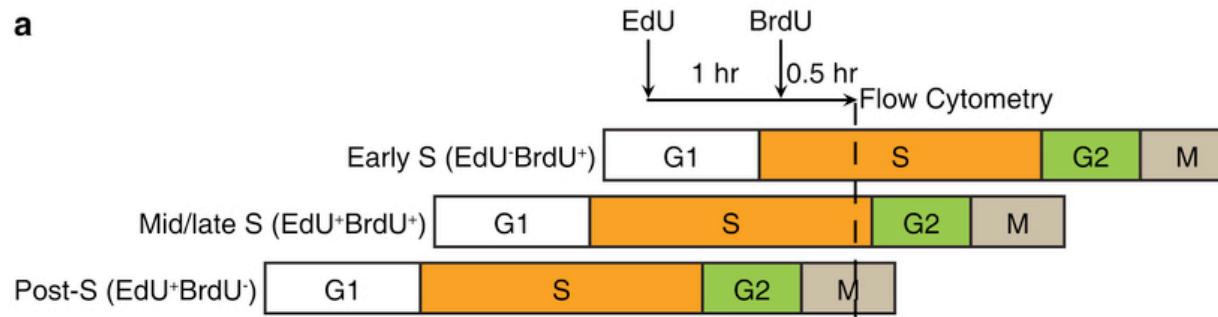 a
EdU BrdU
1 hr 0.5 hr
Flow Cytometry
Early S (EdU⁻BrdU⁺) G1 S G2 M
Mid/late S (EdU⁺BrdU⁺) G1 S G2 M
Post-S (EdU⁺BrdU⁻) G1 S G2 M